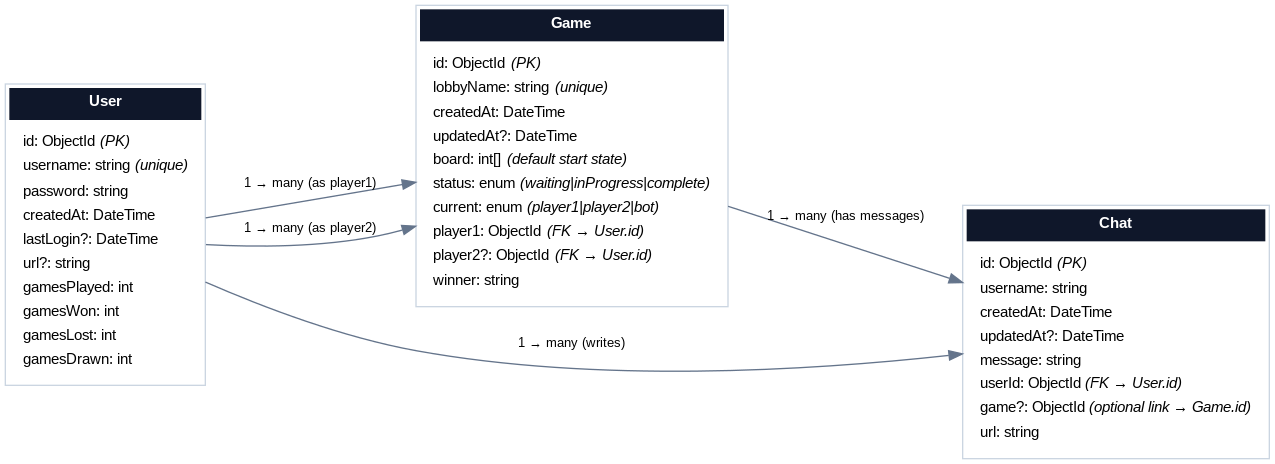 User
id: ObjectId (PK)
username: string (unique)
password: string
createdAt: DateTime
lastLogin?: DateTime
url?: string
gamesPlayed: int
gamesWon: int
gamesLost: int
gamesDrawn: int
1 → many (as player1)
1 → many (as player2)
1 → many (writes)
Game
id: ObjectId (PK)
lobbyName: string (unique)
createdAt: DateTime
updatedAt?: DateTime
board: int[] (default start state)
status: enum (waiting|inProgress|complete)
current: enum (player1|player2|bot)
player1: ObjectId (FK → User.id)
player2?: ObjectId (FK → User.id)
winner: string
1 → many (has messages)
Chat
id: ObjectId (PK)
username: string
createdAt: DateTime
updatedAt?: DateTime
message: string
userId: ObjectId (FK → User.id)
game?: ObjectId (optional link → Game.id)
url: string